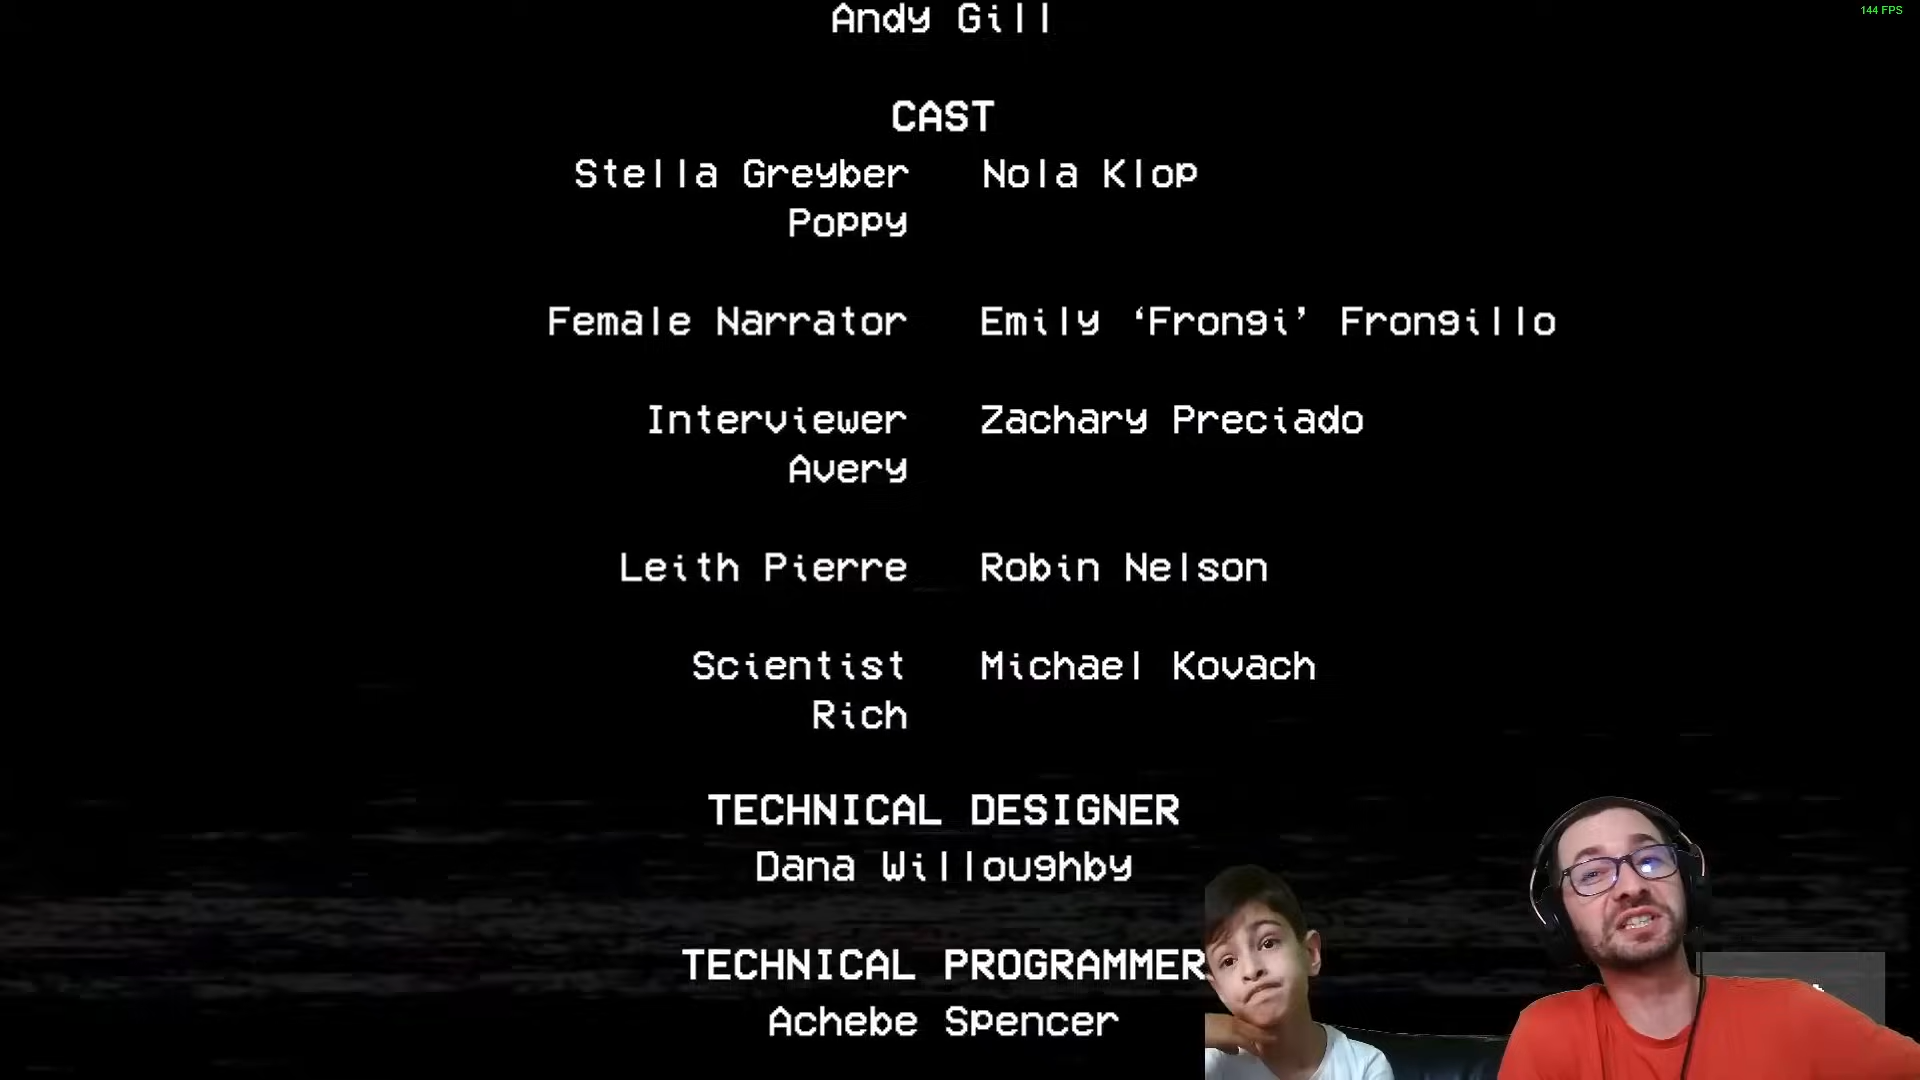 144 FPS
Andy Gill
CAST
Stella Greyber Nola Klop
Poppy
Female Narrator Emily ‘Frongi’ Frongillo
Interviewer Zachary Preciado
Avery
Leith Pierre Robin Nelson
Scientist Michael Kovach
Rich
TECHNICAL DESIGNER
Dana Willoughby
TECHNICAL PROGRAMMER
Achebe Spencer